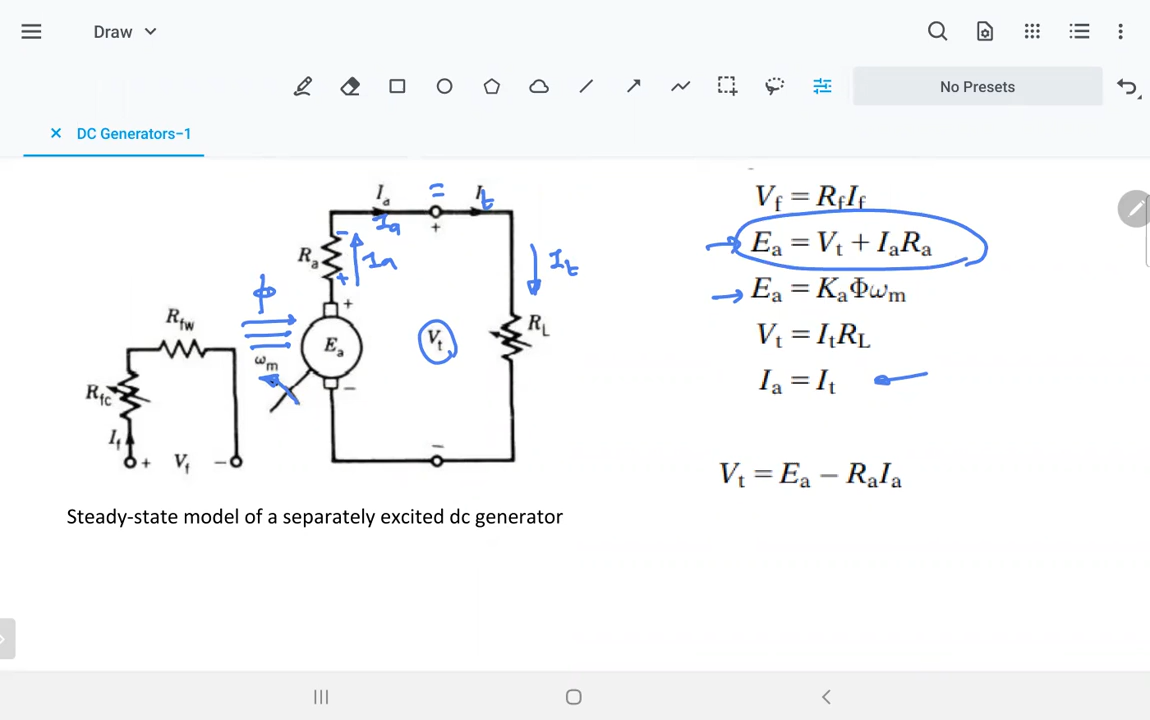 Draw
No Presets
DC Generators-1
Ia = It
Ia
Ra
+ − Ia
+
It
ϕ
Rfw
ωm
Ea
+
−
Vt
RL
Rfc
If
+ Vf −
−
Steady-state model of a separately excited dc generator
Vf = RfIf
Ea = Vt + IaRa
Ea = KaΦωm
Vt = ItRL
Ia = It
Vt = Ea − RaIa